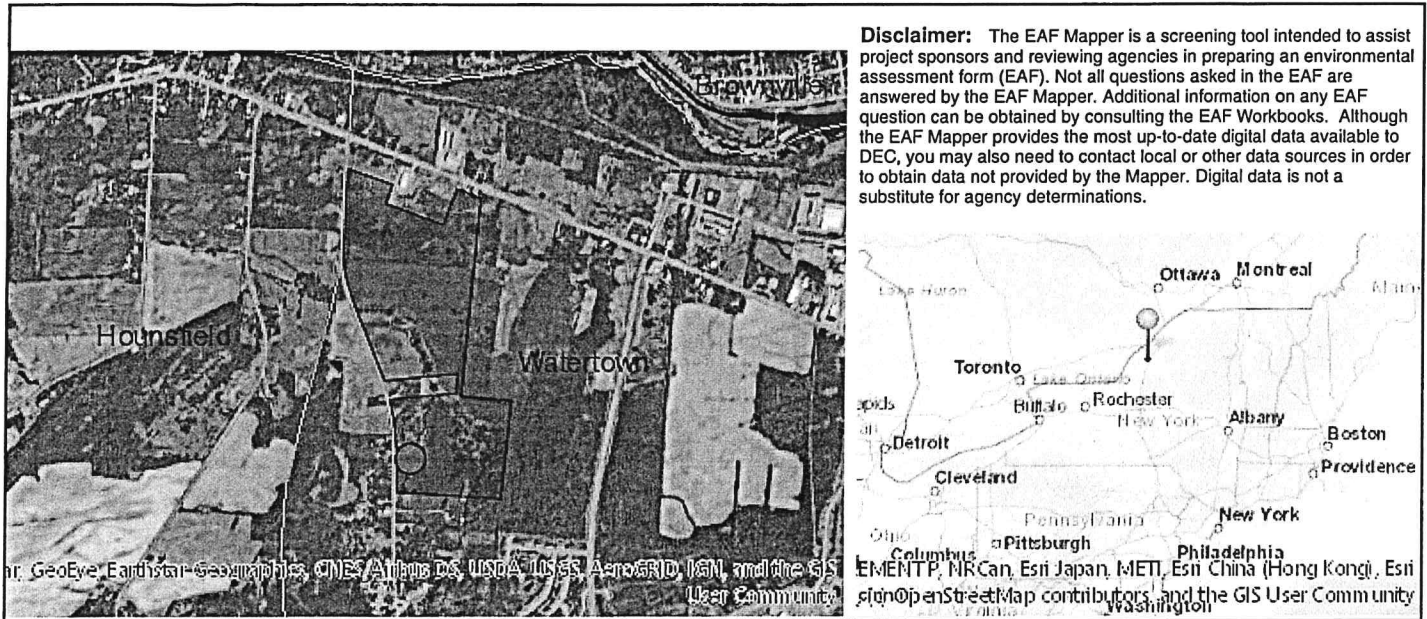 Disclaimer: The EAF Mapper is a screening tool intended to assist
project sponsors and reviewing agencies in preparing an environmental
assessment form (EAF). Not all questions asked in the EAF are
answered by the EAF Mapper. Additional information on any EAF
question can be obtained by consulting the EAF Workbooks. Although
the EAF Mapper provides the most up-to-date digital data available to
DEC, you may also need to contact local or other data sources in order
to obtain data not provided by the Mapper. Digital data is not a
substitute for agency determinations.
Brownville
Hounsfield
Watertown
GeoEye, Earthstar Geographics, CNES/Airbus DS, USDA, USGS, AeroGRID, IGN, and the GIS
User Community
Ottawa
Montreal
Lake Huron
Toronto
Lake Ontario
Rochester
Buffalo
New York
Albany
Boston
Detroit
Providence
Cleveland
Pennsylvania
New York
Ohio
Pittsburgh
Columbus
Philadelphia
EMENTP, NRCan, Esri Japan, METI, Esri China (Hong Kong), Esri
OpenStreetMap contributors, and the GIS User Community
Washington